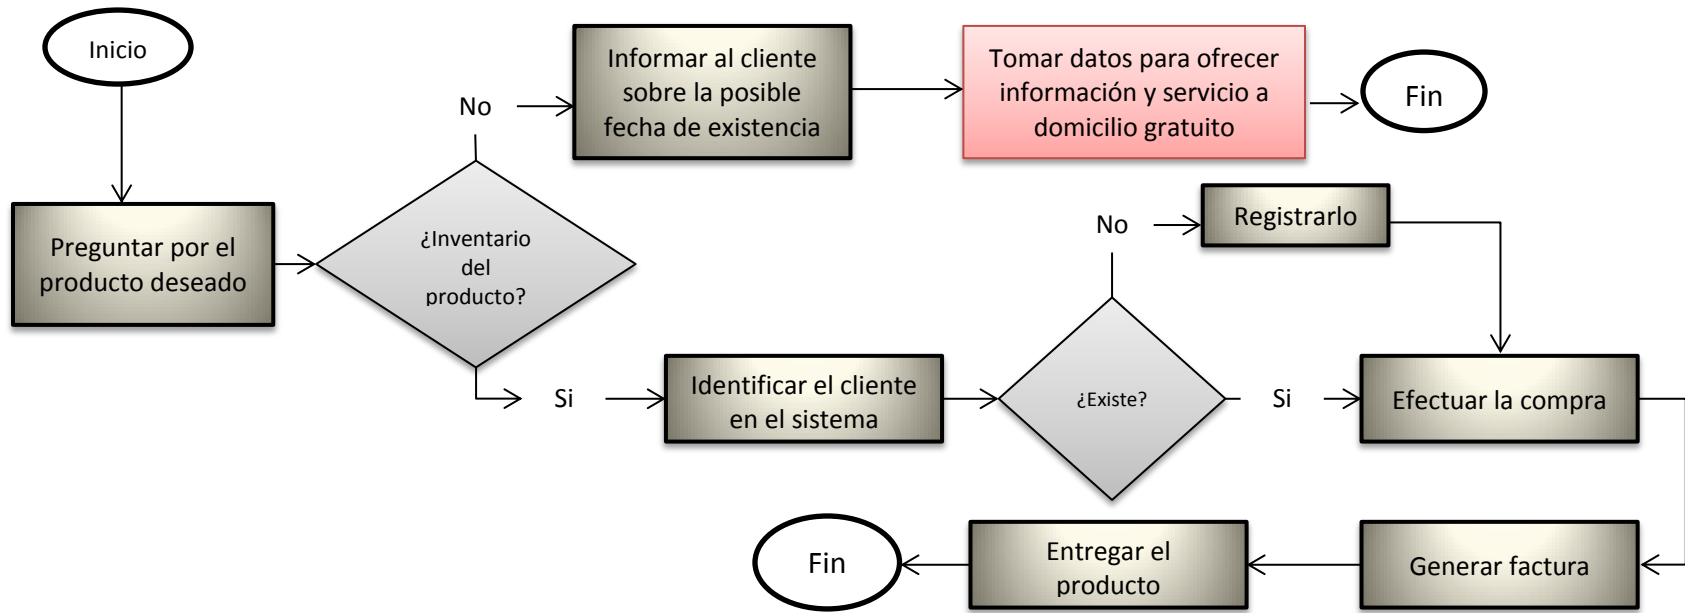 Inicio
Preguntar por el
producto deseado
¿Inventario
del
producto?
No
Informar al cliente
sobre la posible
fecha de existencia
Tomar datos para ofrecer
información y servicio a
domicilio gratuito
Fin
Si
Identificar el cliente
en el sistema
¿Existe?
No
Registrarlo
Si
Efectuar la compra
Generar factura
Entregar el
producto
Fin